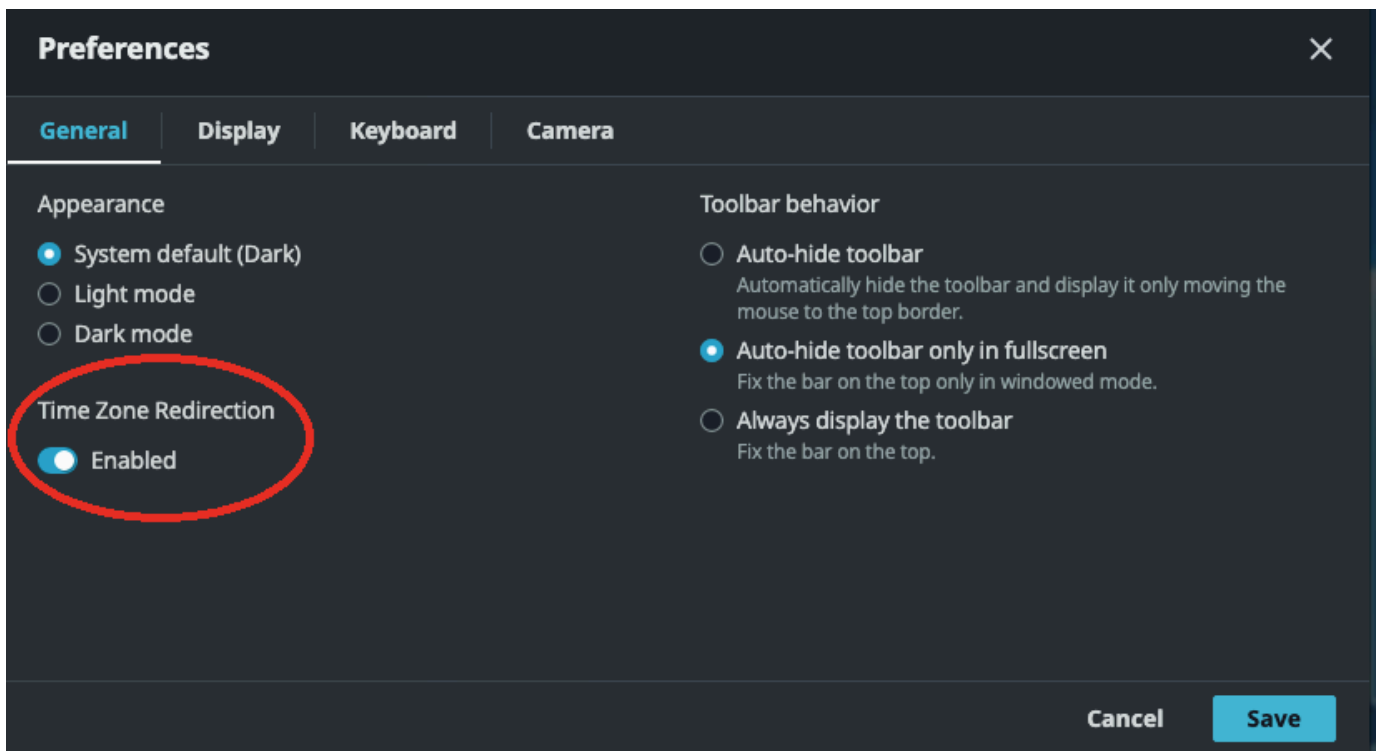 Preferences
General Display Keyboard Camera
Appearance
System default (Dark)
Light mode
Dark mode
Time Zone Redirection
Enabled
Toolbar behavior
Auto-hide toolbar
Automatically hide the toolbar and display it only moving the
mouse to the top border.
Auto-hide toolbar only in fullscreen
Fix the bar on the top only in windowed mode.
Always display the toolbar
Fix the bar on the top.
Cancel Save